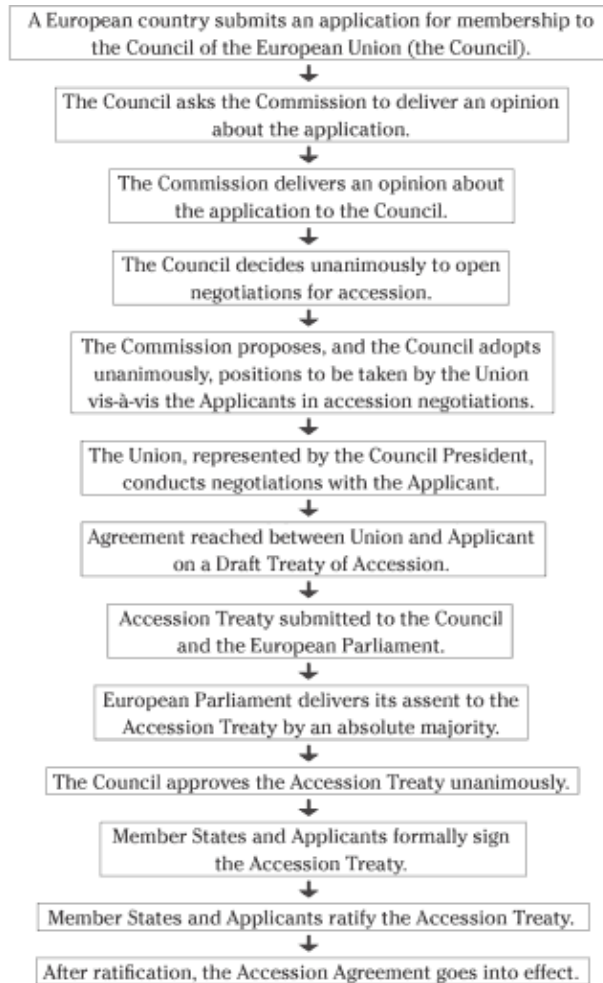 A European country submits an application for membership to
the Council of the European Union (the Council).
The Council asks the Commission to deliver an opinion
about the application.
The Commission delivers an opinion about
the application to the Council.
The Council decides unanimously to open
negotiations for accession.
The Commission proposes, and the Council adopts
unanimously, positions to be taken by the Union
vis-à-vis the Applicants in accession negotiations.
The Union, represented by the Council President,
conducts negotiations with the Applicant.
Agreement reached between Union and Applicant
on a Draft Treaty of Accession.
Accession Treaty submitted to the Council
and the European Parliament.
European Parliament delivers its assent to the
Accession Treaty by an absolute majority.
The Council approves the Accession Treaty unanimously.
Member States and Applicants formally sign
the Accession Treaty.
Member States and Applicants ratify the Accession Treaty.
After ratification, the Accession Agreement goes into effect.